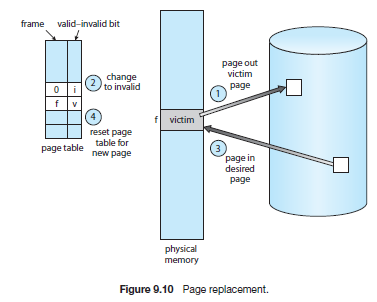 frame valid–invalid bit
0 i
f v
2 change
to invalid
4
reset page
table for
new page
page table
page out
victim
page
1
f victim
3
page in
desired
page
physical
memory
Figure 9.10 Page replacement.